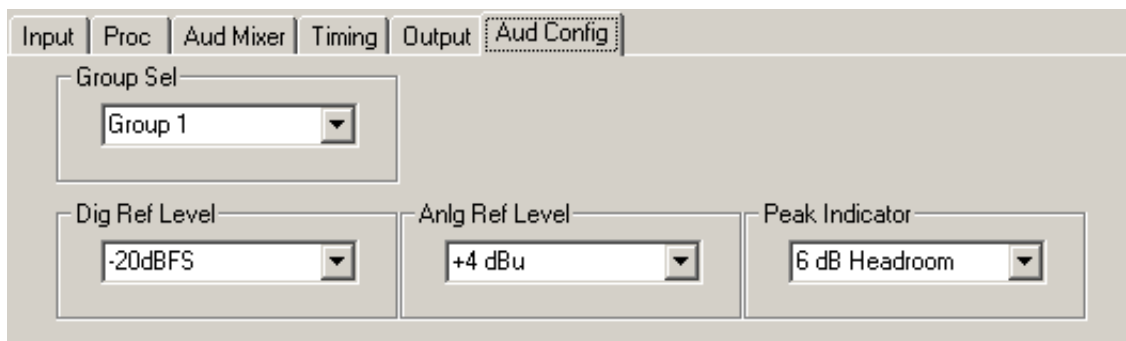 Input Proc Aud Mixer Timing Output Aud Config
Group Sel
Group 1
Dig Ref Level Anlg Ref Level Peak Indicator
-20dBFS +4 dBu 6 dB Headroom